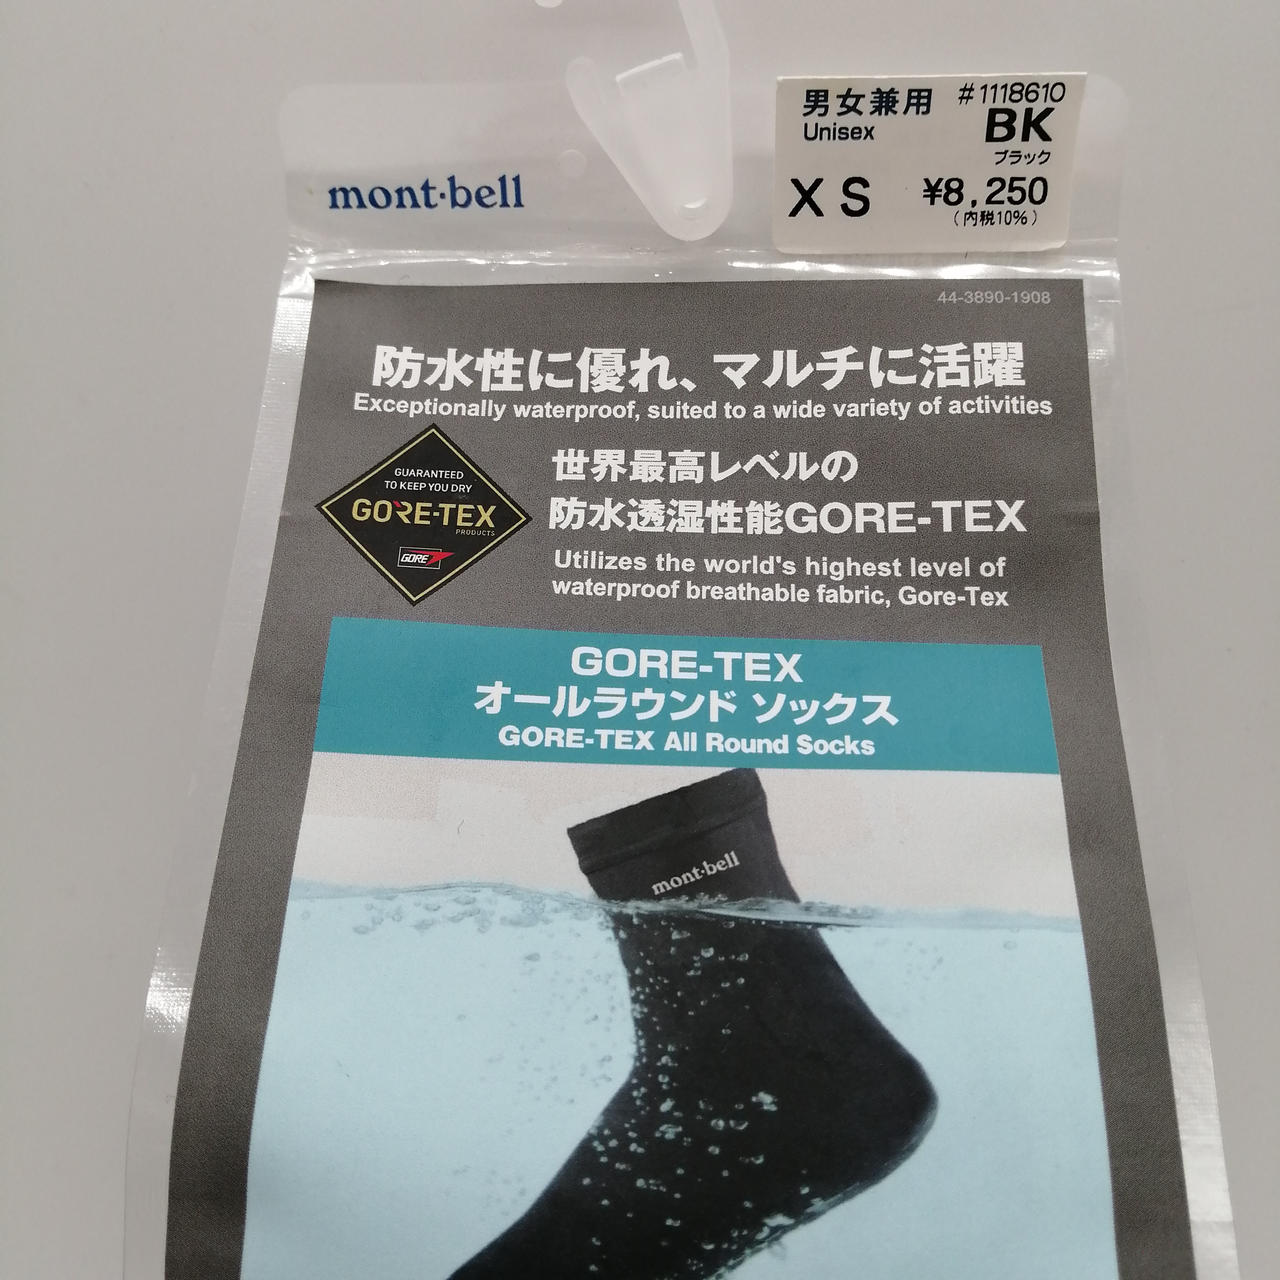 mont·bell
男女兼用 #1118610
Unisex BK
ブラック
XS ¥8,250
(内税10%)
44-3890-1908
防水性に優れ、マルチに活躍
Exceptionally waterproof, suited to a wide variety of activities
GUARANTEED
TO KEEP YOU DRY
GORE-TEX
PRODUCTS
GORE
世界最高レベルの
防水透湿性能GORE-TEX
Utilizes the world's highest level of
waterproof breathable fabric, Gore-Tex
GORE-TEX
オールラウンド ソックス
GORE-TEX All Round Socks
mont·bell